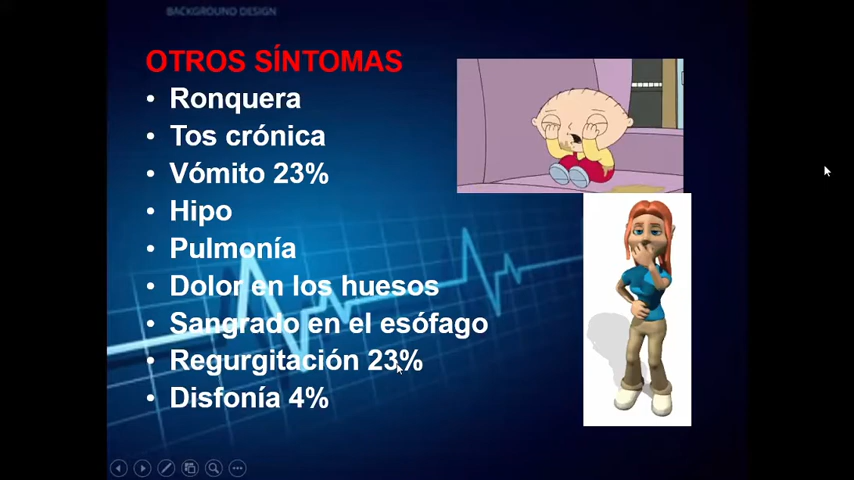 BACKGROUND DESIGN
OTROS SÍNTOMAS
• Ronquera
• Tos crónica
• Vómito 23%
• Hipo
• Pulmonía
• Dolor en los huesos
• Sangrado en el esófago
• Regurgitación 23%
• Disfonía 4%